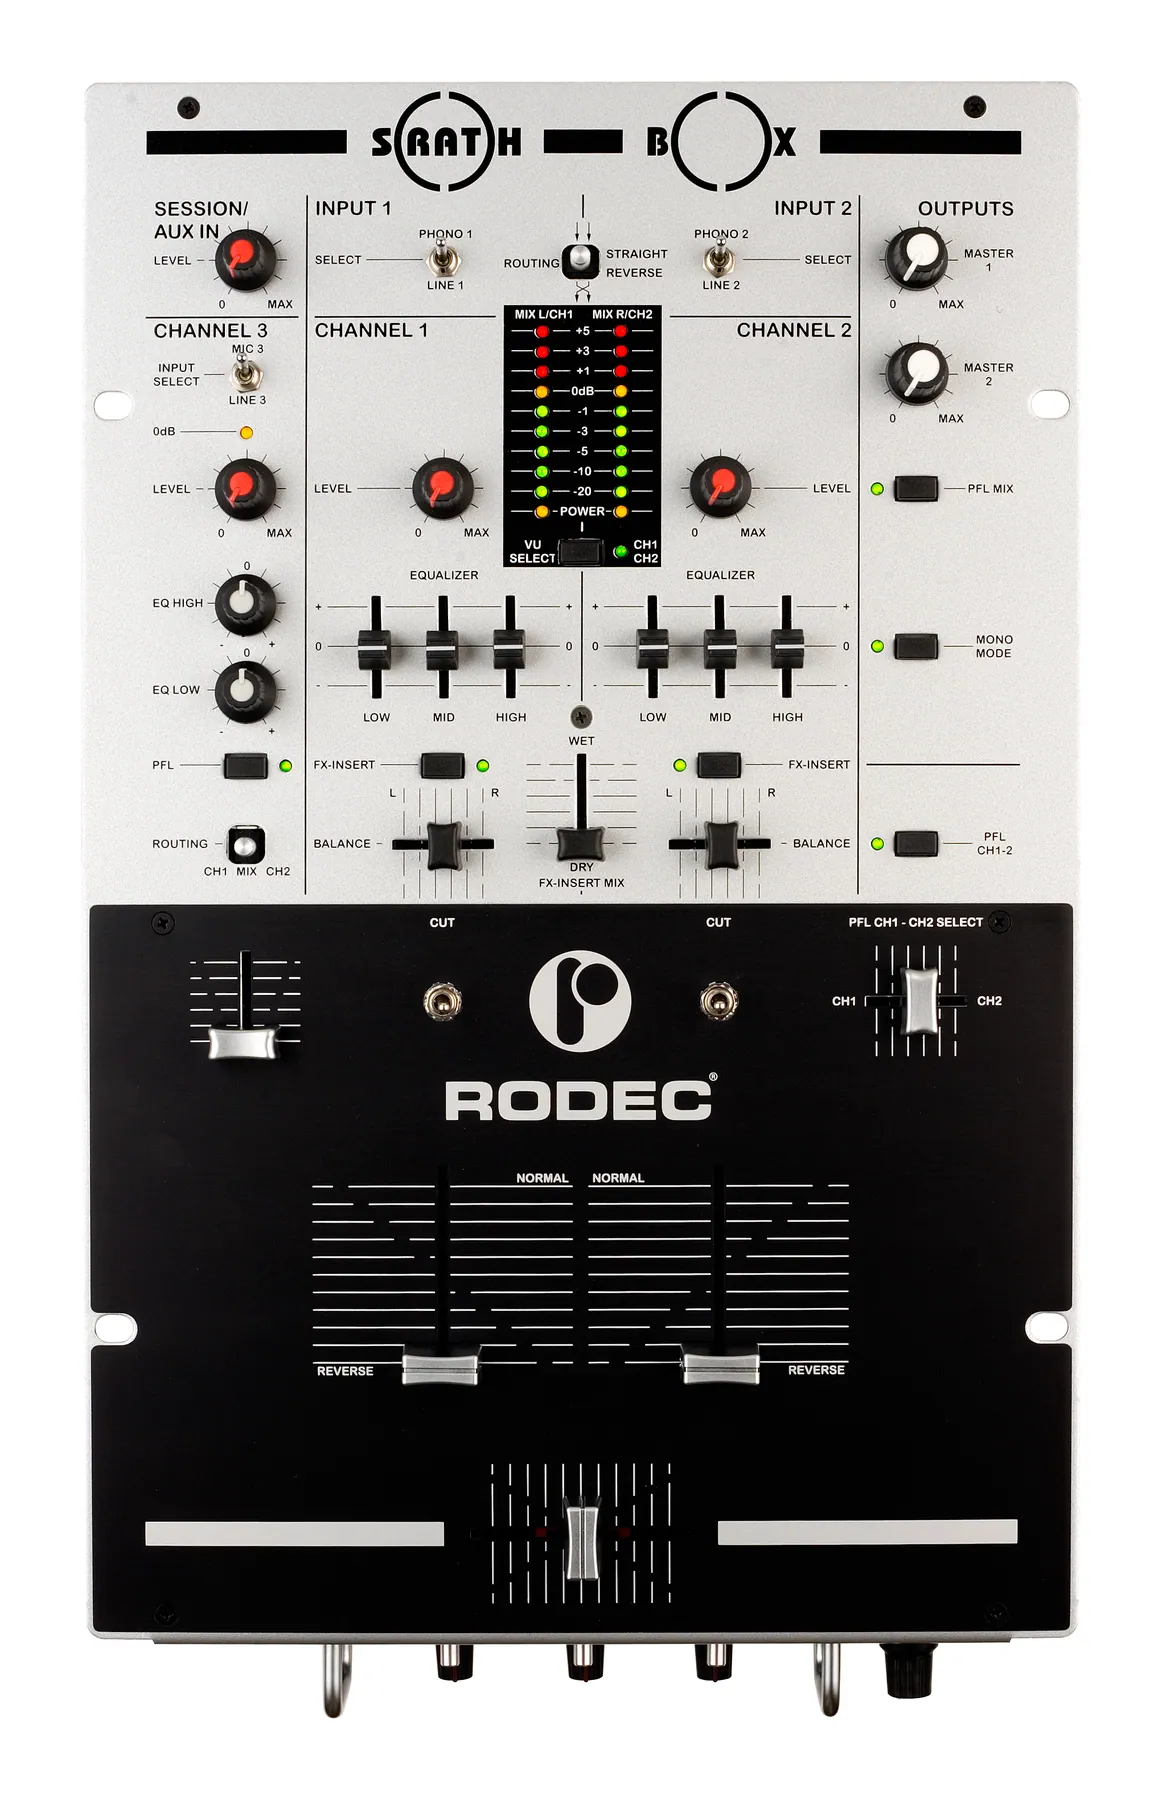 SCRATCH BOX
SESSION/
AUX IN
LEVEL
0 MAX
INPUT 1
SELECT
PHONO 1
LINE 1
ROUTING
STRAIGHT
REVERSE
INPUT 2
PHONO 2
LINE 2
SELECT
OUTPUTS
MASTER
1
0 MAX
MASTER
2
0 MAX
CHANNEL 3
MIC 3
INPUT
SELECT
LINE 3
0dB
LEVEL
0 MAX
0
EQ HIGH
- +
0
EQ LOW
- +
PFL
ROUTING
CH1 MIX CH2
CHANNEL 1
LEVEL
0 MAX
MIX L/CH1 MIX R/CH2
+5
+3
+1
0dB
-1
-3
-5
-10
-20
POWER
VU
SELECT
CH1
CH2
CHANNEL 2
LEVEL
0 MAX
EQUALIZER
+ +
0 0
- -
LOW MID HIGH
EQUALIZER
+ +
0 0
- -
LOW MID HIGH
FX-INSERT
L R
BALANCE
WET
DRY
FX-INSERT MIX
FX-INSERT
L R
BALANCE
PFL MIX
MONO
MODE
PFL
CH1-2
CUT
CUT
PFL CH1 - CH2 SELECT
CH1 CH2
r
RODEC®
NORMAL NORMAL
REVERSE REVERSE